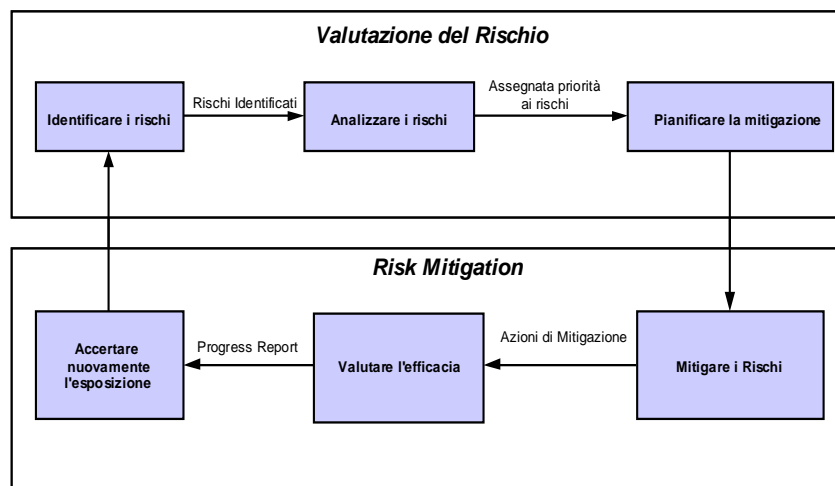 Valutazione del Rischio
Identificare i rischi
Rischi Identificati
Analizzare i rischi
Assegnata priorità
ai rischi
Pianificare la mitigazione
Risk Mitigation
Accertare
nuovamente
l'esposizione
Progress Report
Valutare l'efficacia
Azioni di Mitigazione
Mitigare i Rischi